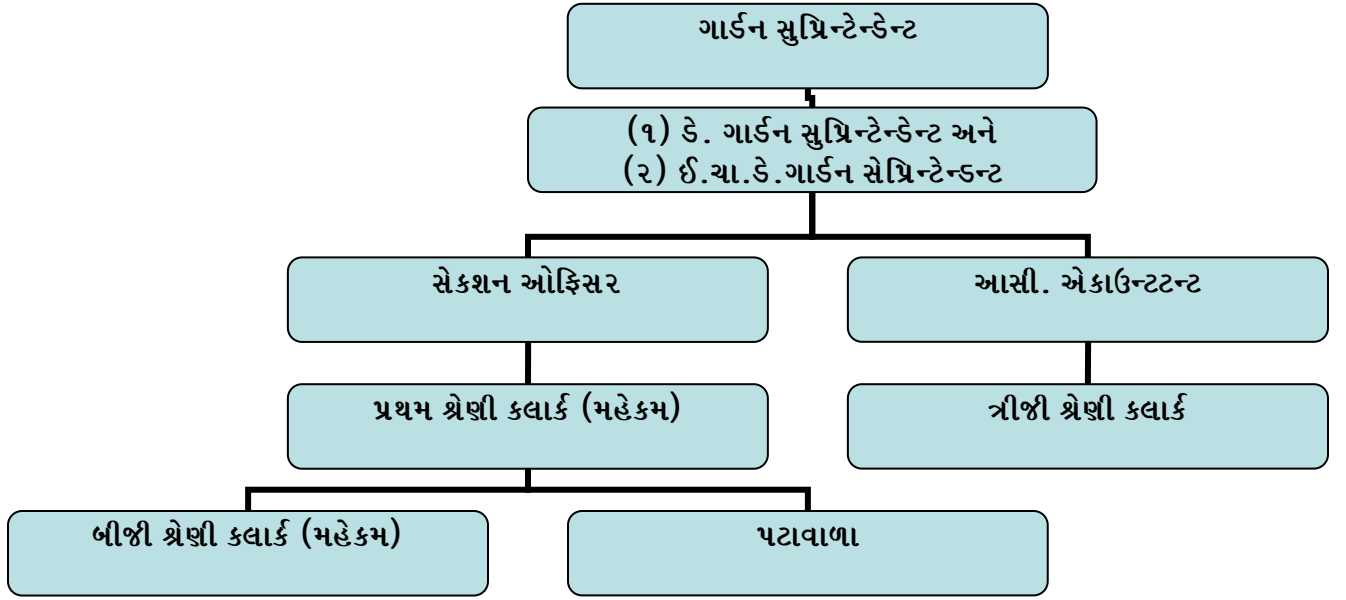 ગાર્ડન સુપ્રિન્ટેન્ડેન્ટ
(૧) ડે. ગાર્ડન સુપ્રિન્ટેન્ડેન્ટ અને
(૨) ઈ.ચા.ડે.ગાર્ડન સેપ્રિન્ટેન્ડન્ટ
સેકશન ઓફિસર
આસી. એકાઉન્ટટન્ટ
પ્રથમ શ્રેણી કલાર્ક (મહેકમ)
ત્રીજી શ્રેણી કલાર્ક
બીજી શ્રેણી કલાર્ક (મહેકમ)
પટાવાળા